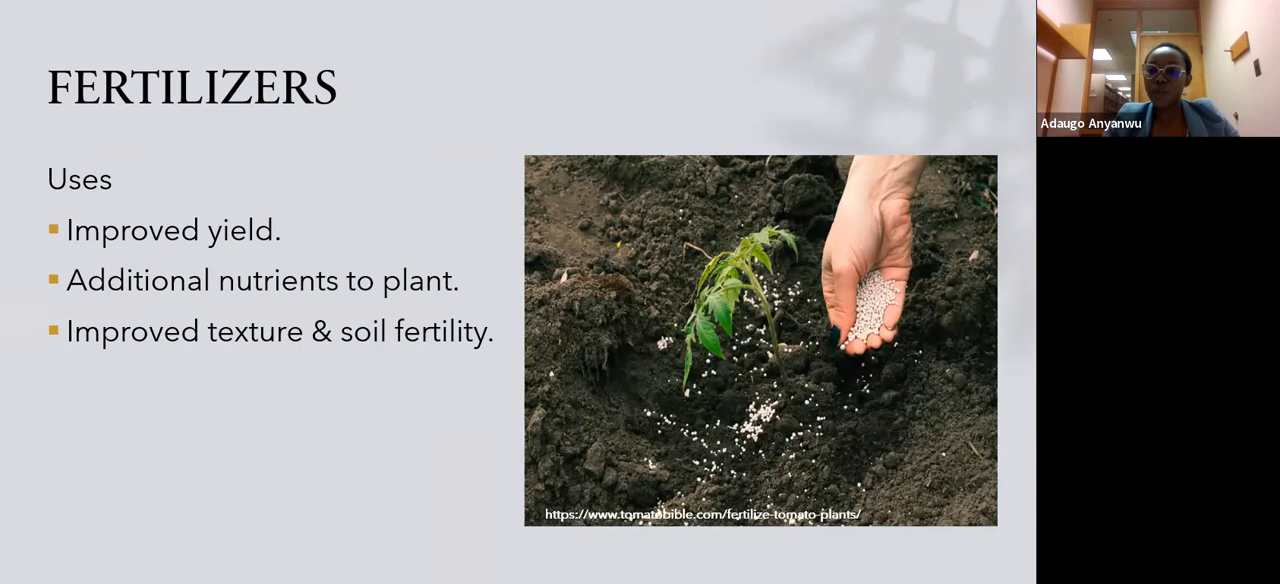 FERTILIZERS
Uses
Improved yield.
Additional nutrients to plant.
Improved texture & soil fertility.
https://www.tomatobible.com/fertilize-tomato-plants/
Adaugo Anyanwu